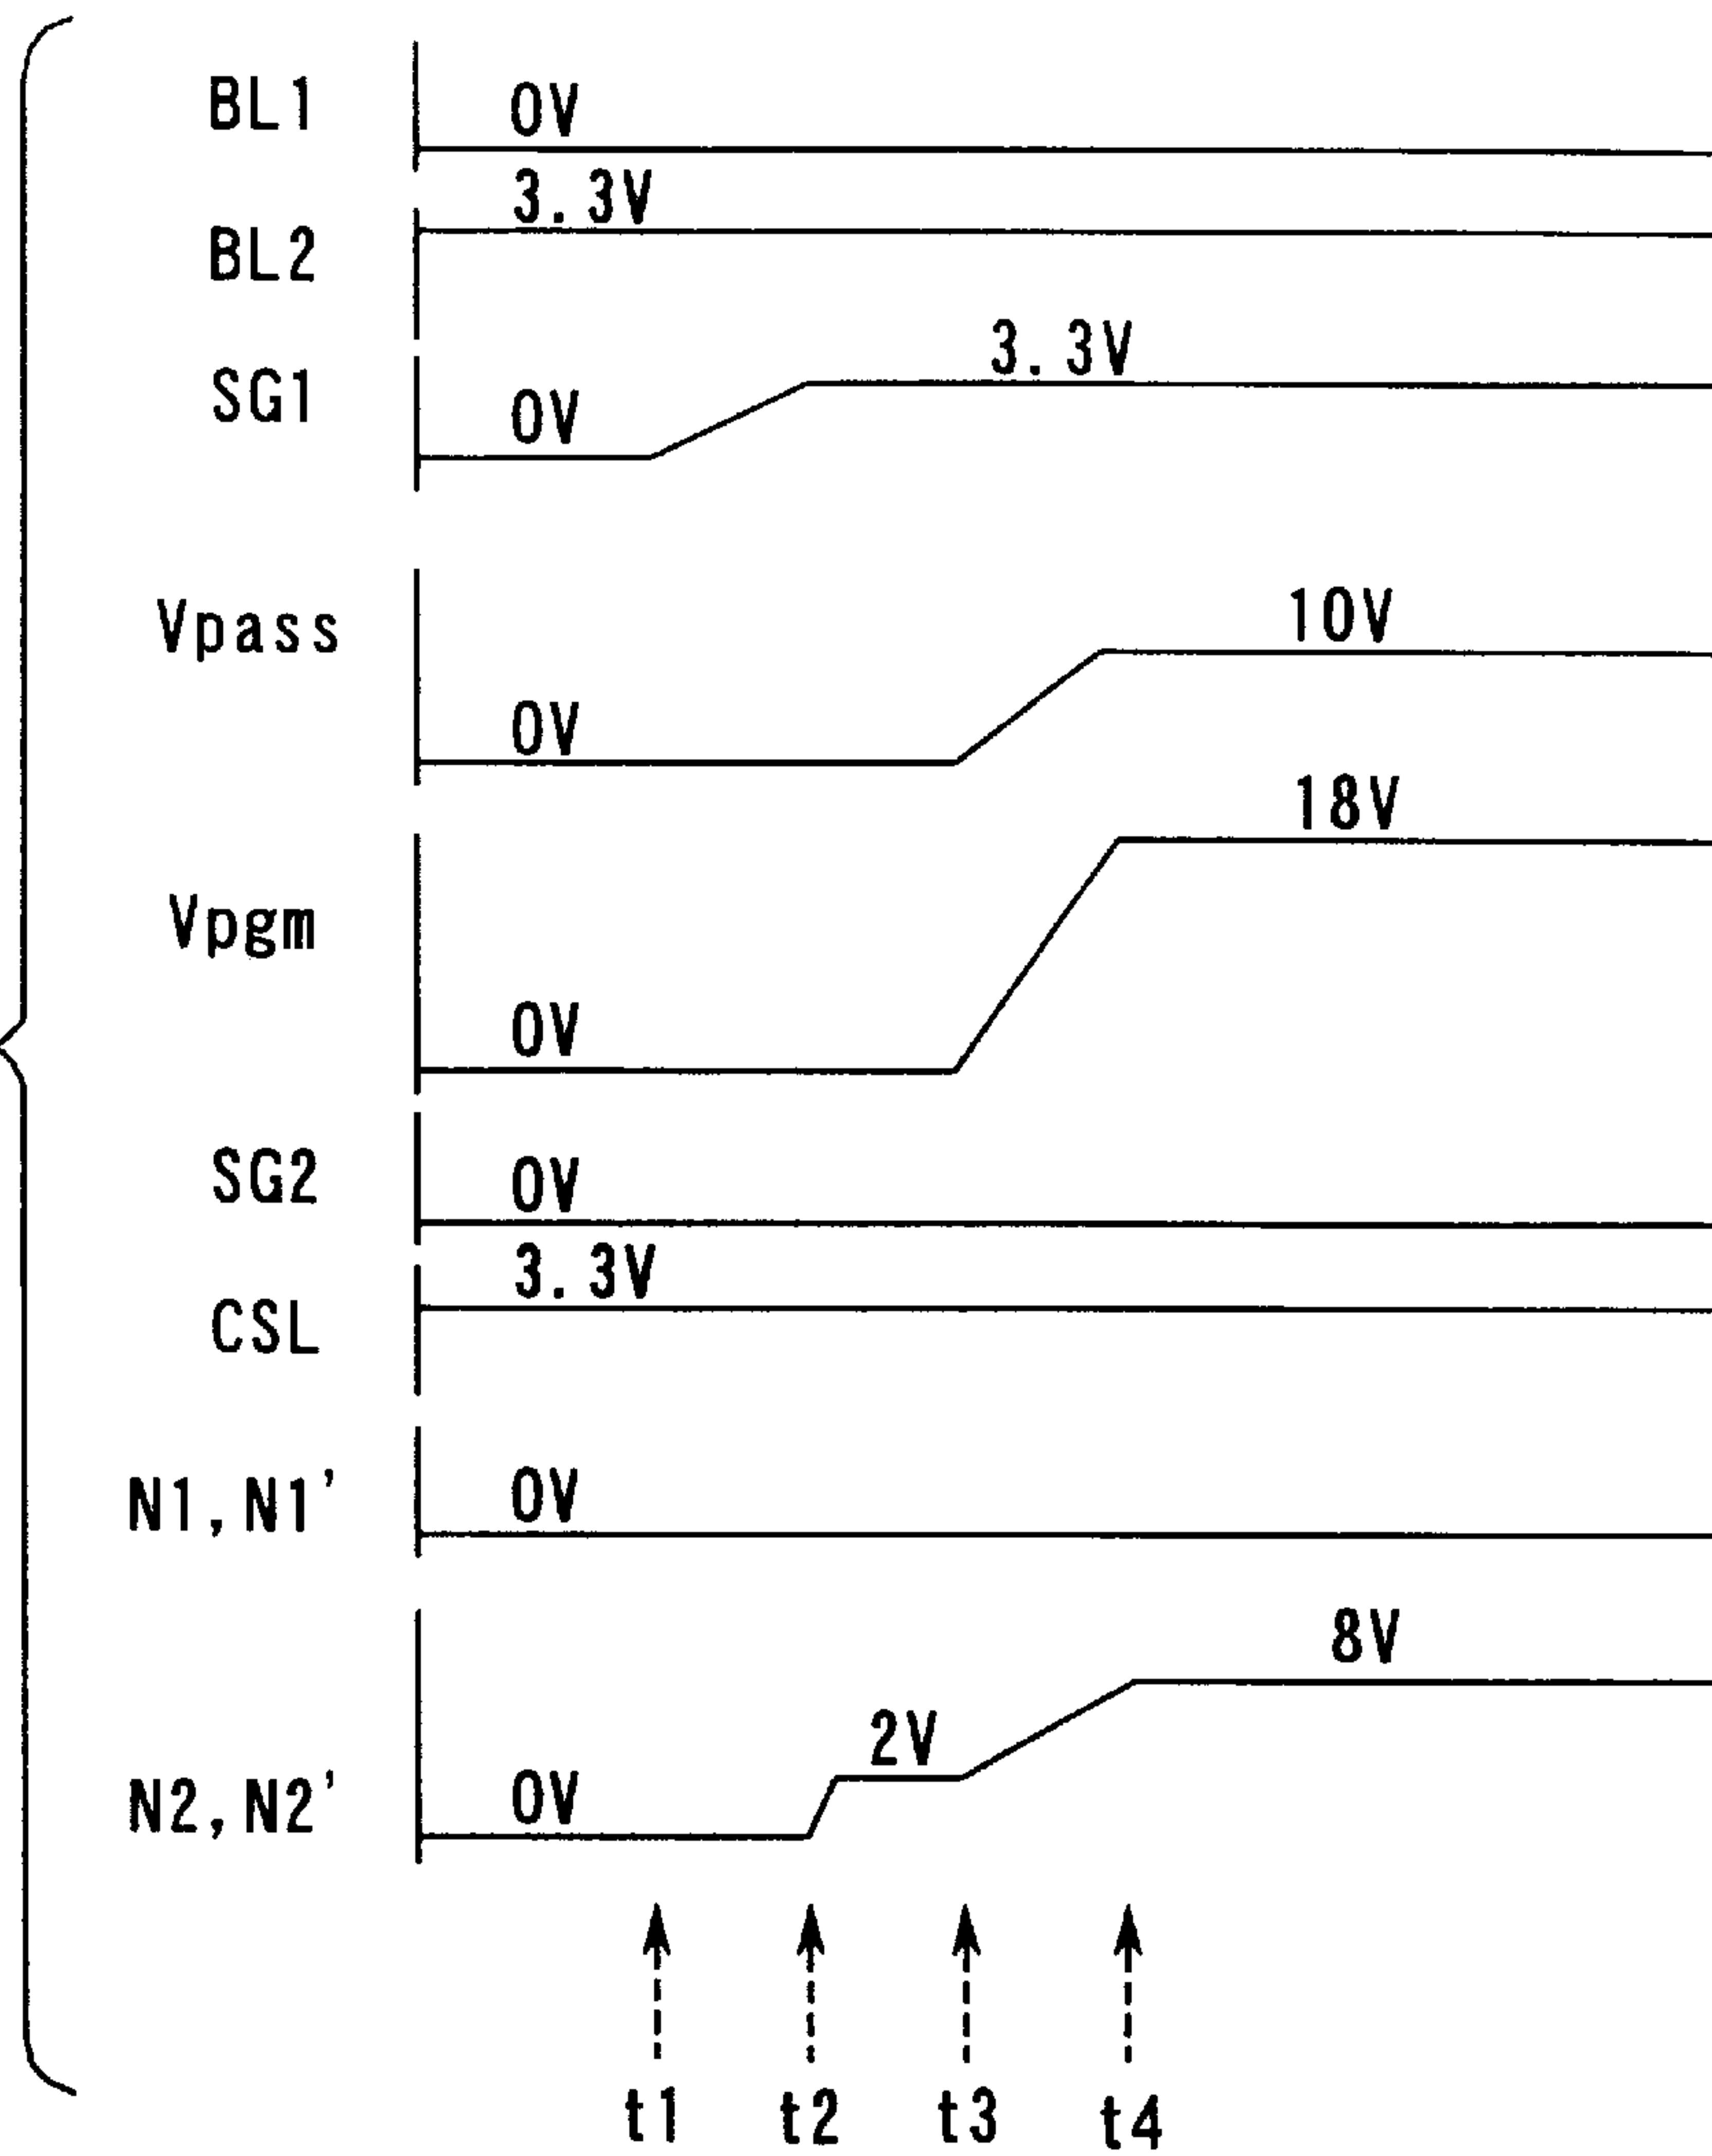 BL1 0V
3.3V
BL2
3.3V
SG1 0V
10V
Vpass
0V
18V
Vpgm
0V
SG2 0V
3.3V
CSL
N1,N1' 0V
8V
2V
N2,N2' 0V
t1 t2 t3 t4